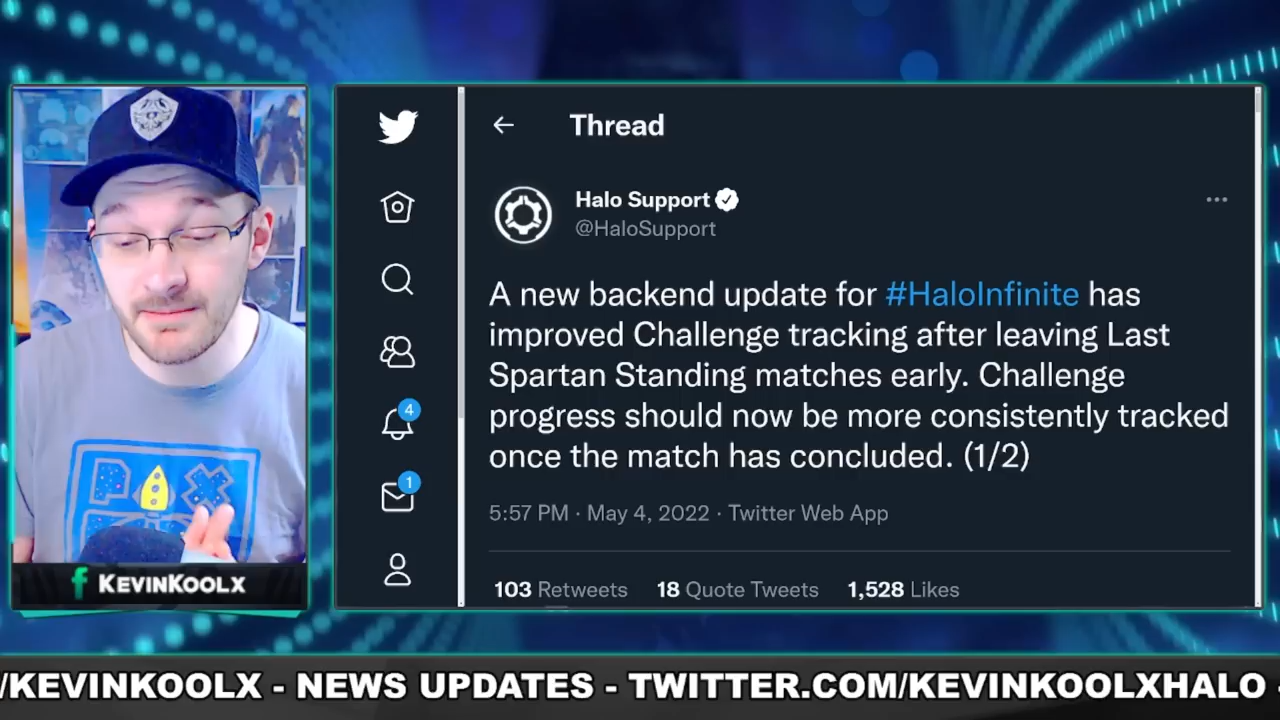 Thread
Halo Support
@HaloSupport
A new backend update for #HaloInfinite has
improved Challenge tracking after leaving Last
Spartan Standing matches early. Challenge
progress should now be more consistently tracked
once the match has concluded. (1/2)
5:57 PM · May 4, 2022 · Twitter Web App
103 Retweets 18 Quote Tweets 1,528 Likes
4
1
PAX
f KEVINKOOLX
/KEVINKOOLX - NEWS UPDATES - TWITTER.COM/KEVINKOOLXHALO -